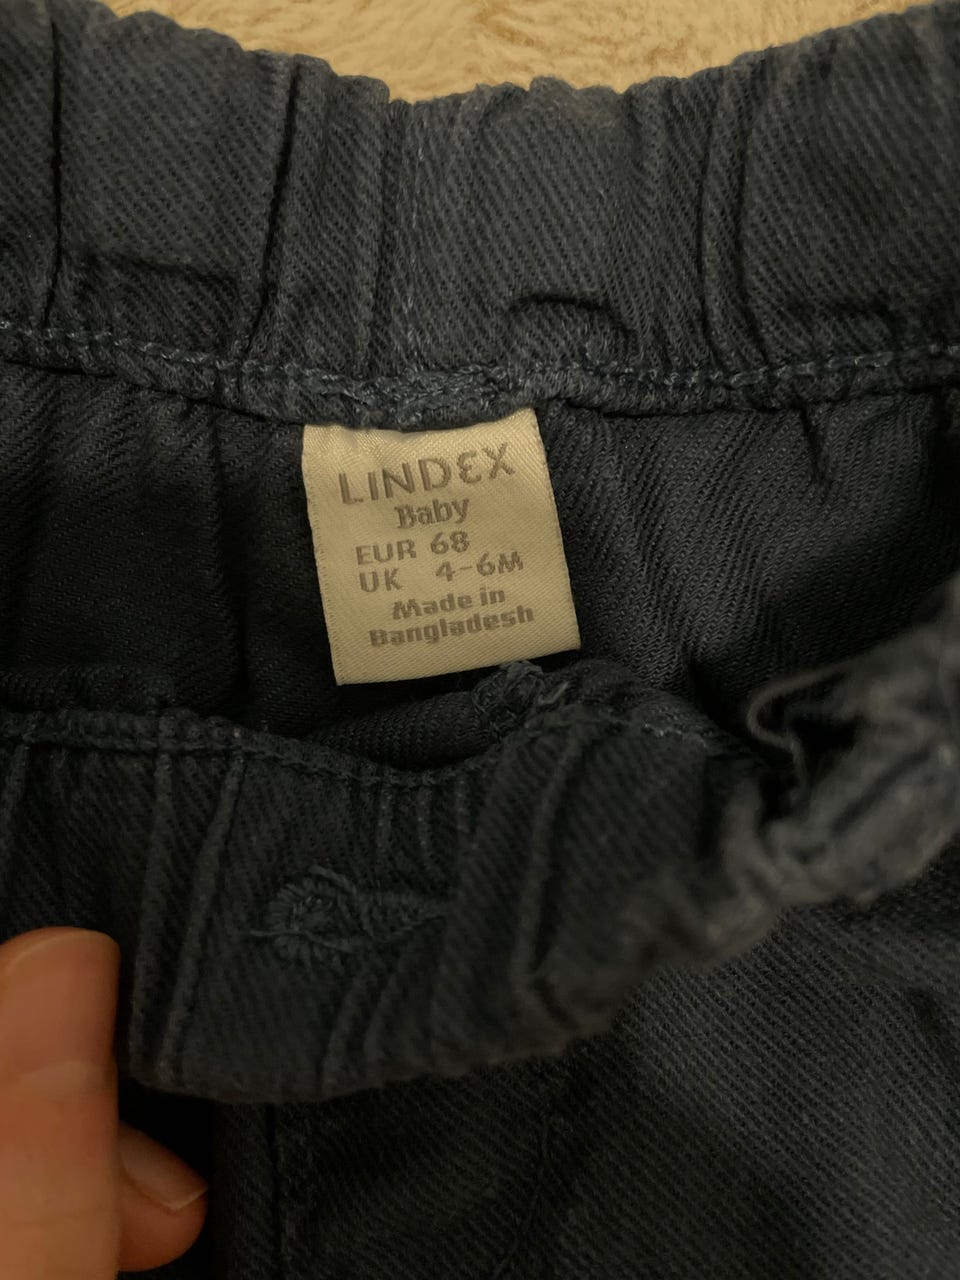 LINDEX
Baby
EUR 68
UK 4-6M
Made in
Bangladesh